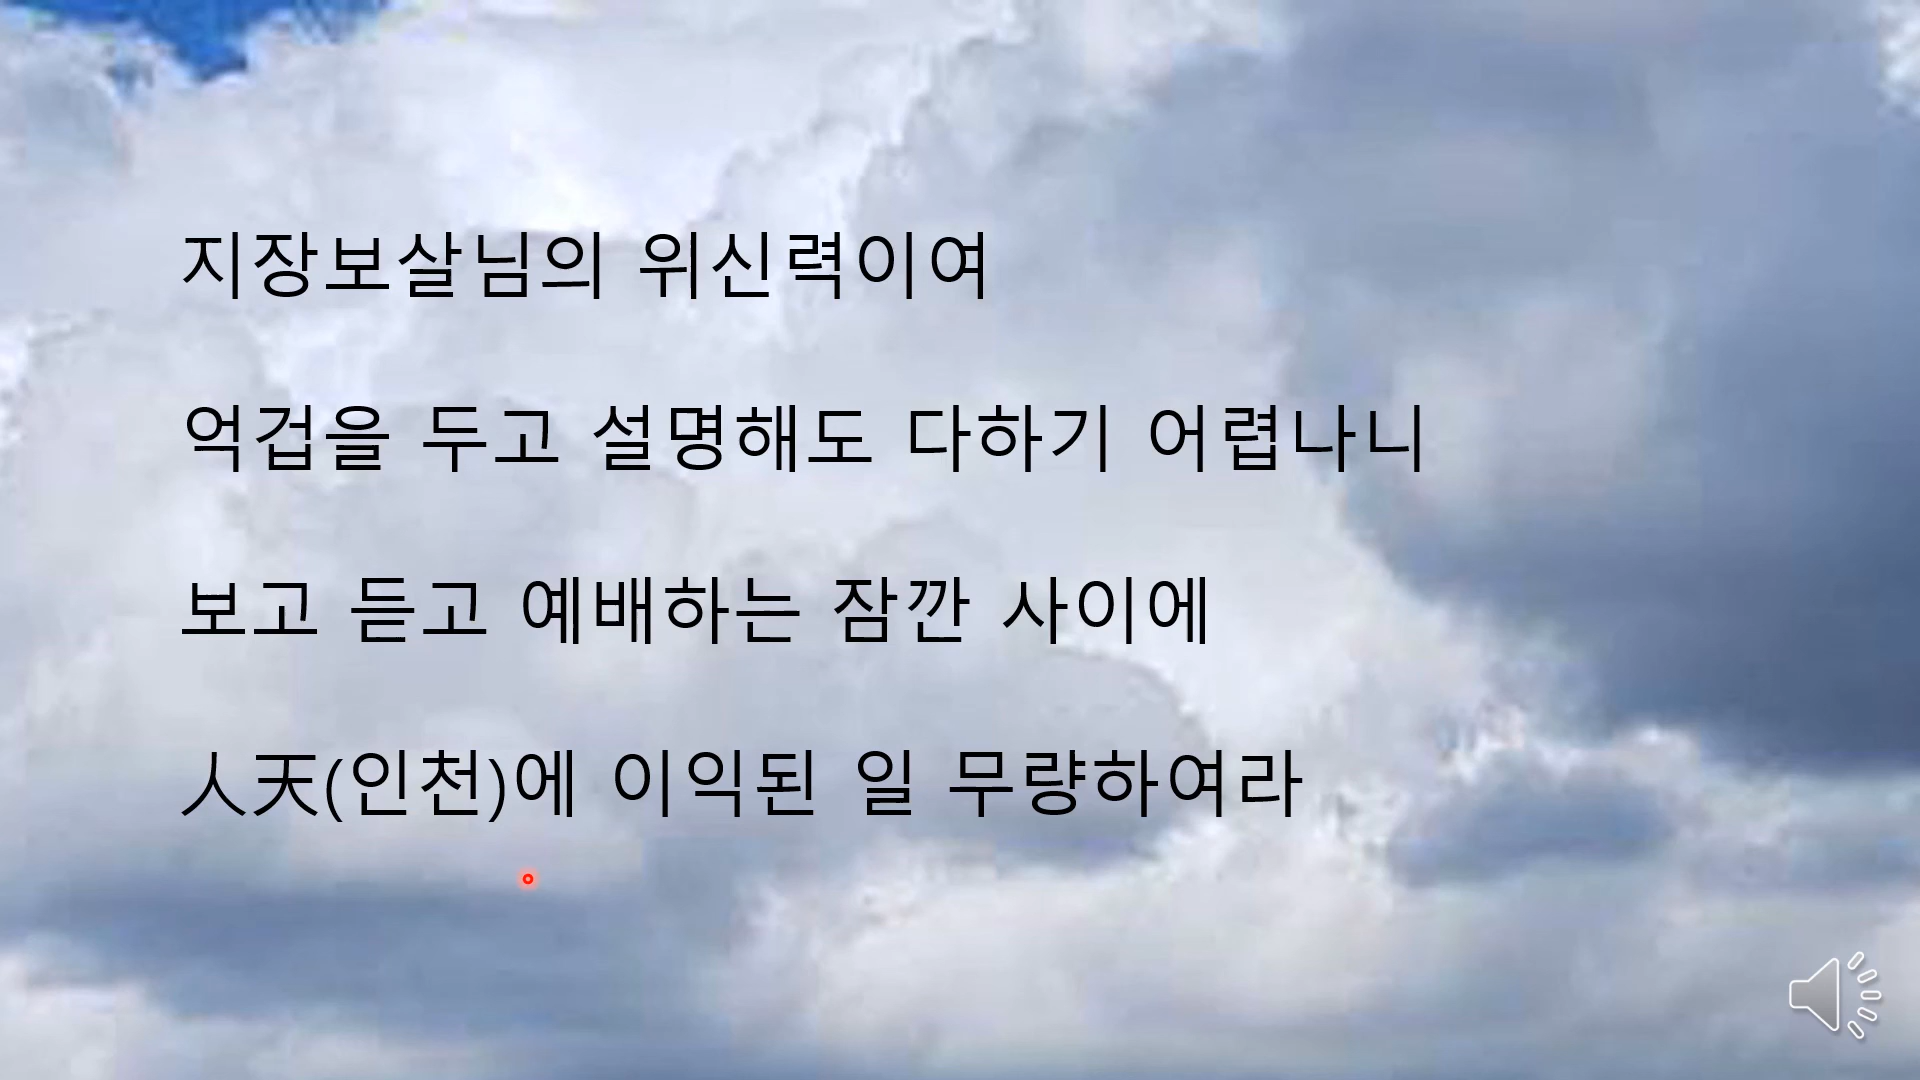 지장보살님의 위신력이여
억겁을 두고 설명해도 다하기 어렵나니
보고 듣고 예배하는 잠깐 사이에
人天(인천)에 이익된 일 무량하여라